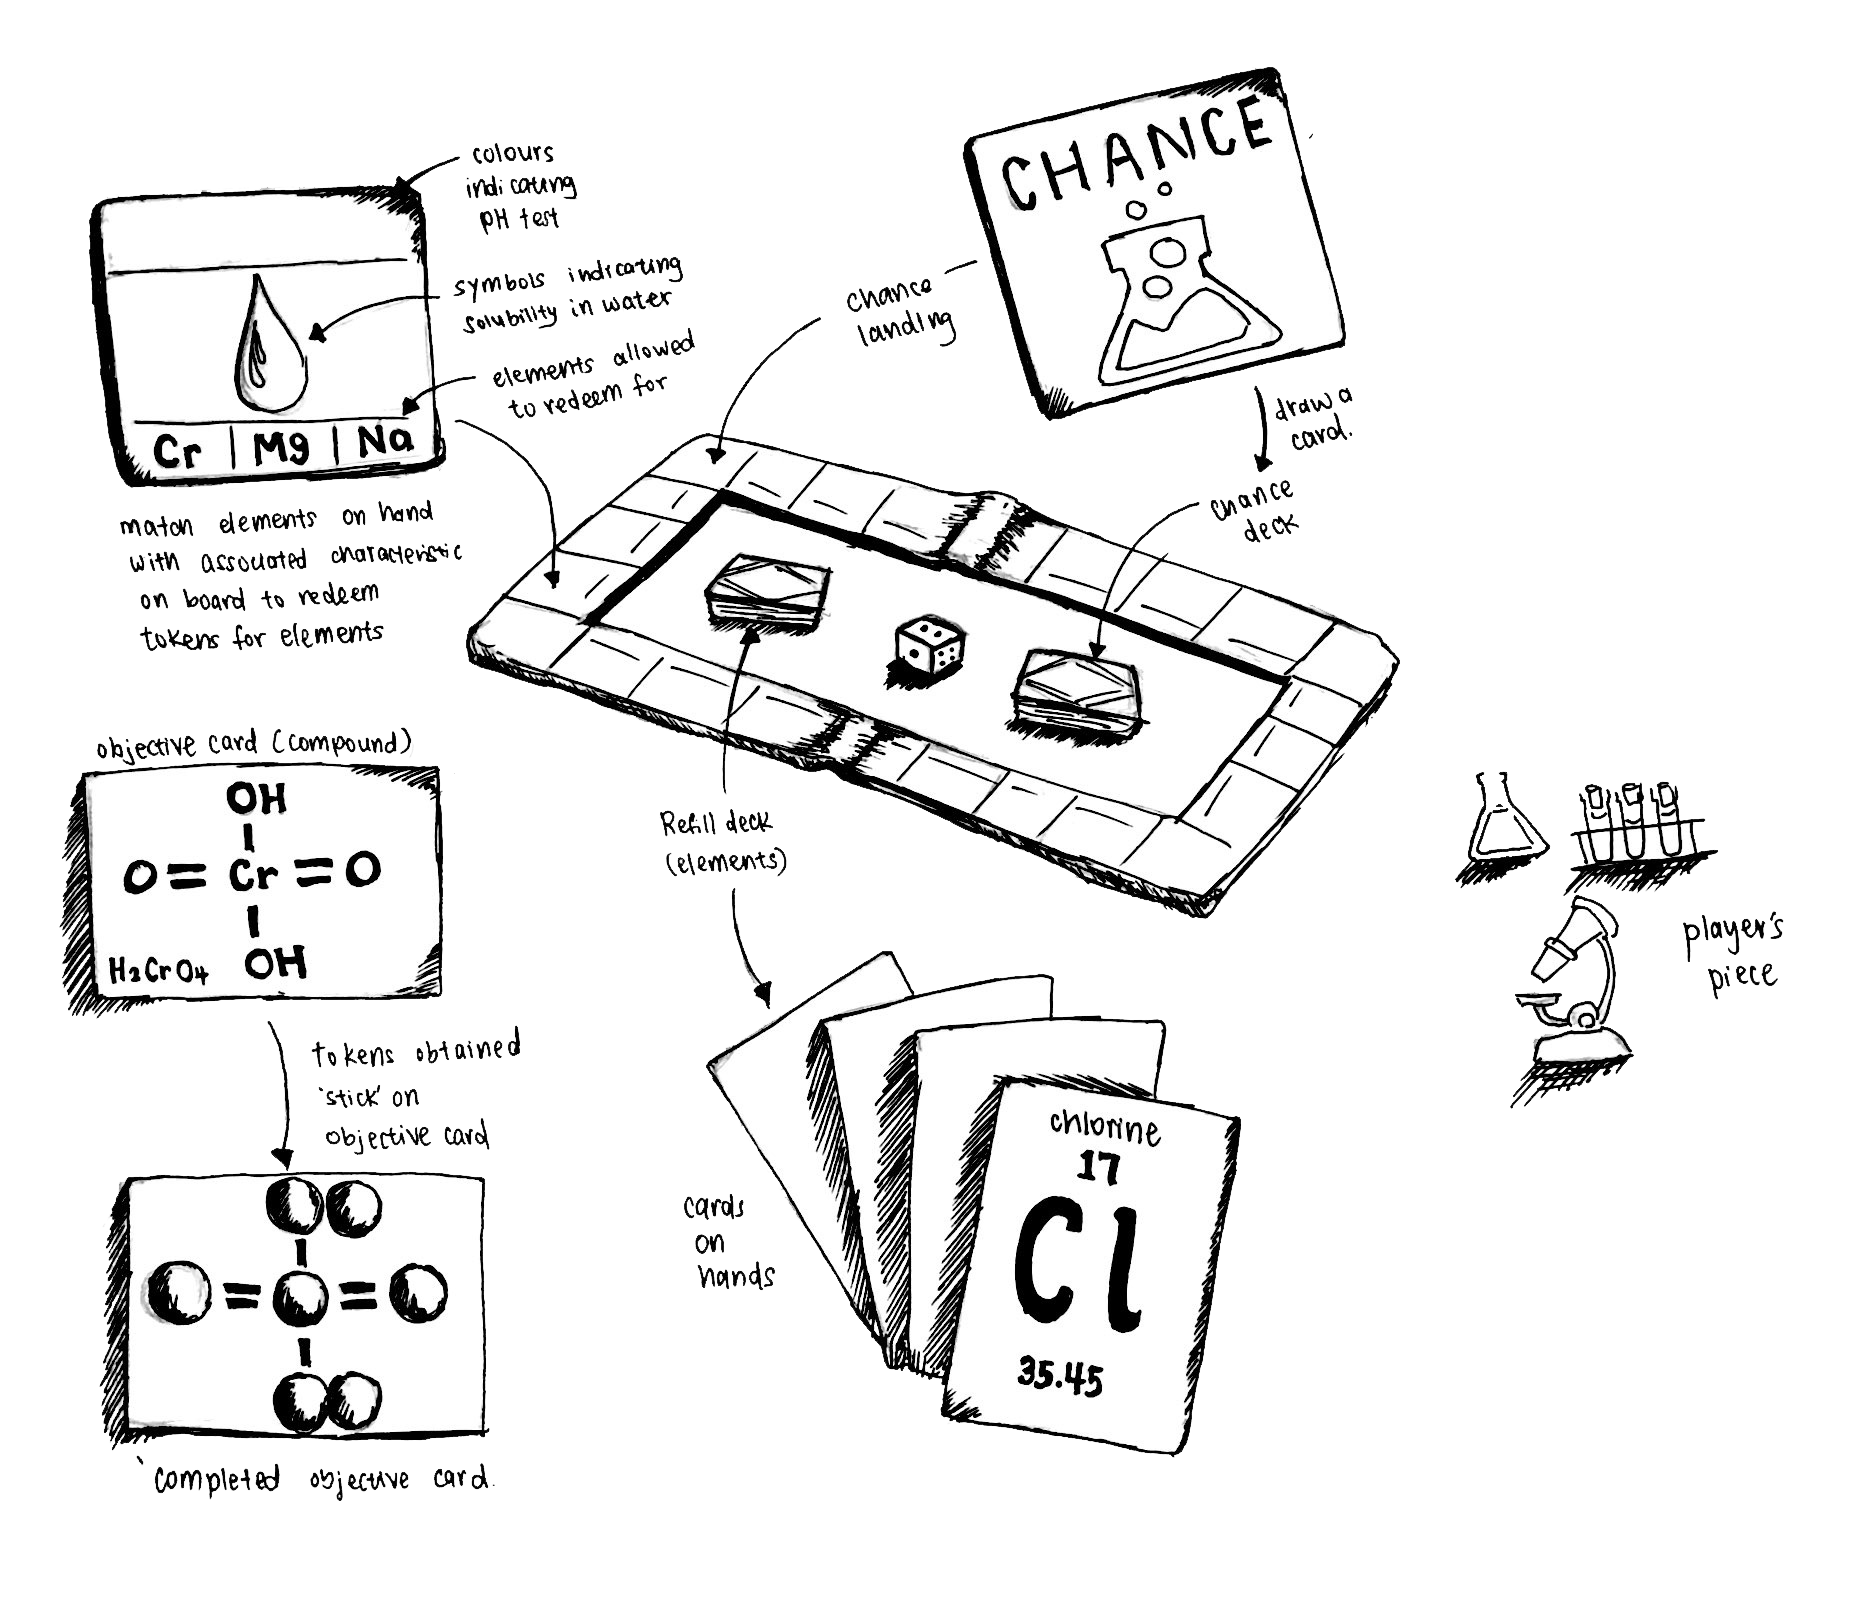 colours
indicating
pH test
symbols indicating
solubility in water
elements allowed
to redeem for
Cr | Mg | Na
match elements on hand
with associated characteristic
on board to redeem
tokens for elements
CHANCE
chance
landing
draw a
card.
chance
deck
objective card (compound)
OH
O = Cr = O
OH
H₂CrO₄
tokens obtained
'stick' on
objective card
completed objective card.
Refill deck
(elements)
cards
on
hands
chlorine
17
Cl
35.45
player's
piece